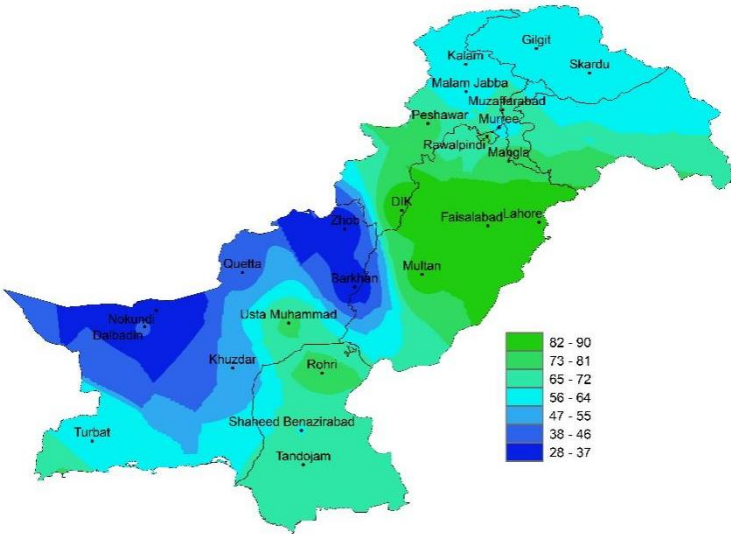 Gilgit
Kalam
Skardu
Malam Jabba
Muzaffarabad
Peshawar
Murree
Rawalpindi
Mangla
DIK
Faisalabad
Lahore
Zhob
Quetta
Multan
Barkhan
Nokundi
Usta Muhammad
Dalbadin
82 - 90
73 - 81
65 - 72
56 - 64
47 - 55
38 - 46
28 - 37
Khuzdar
Rohri
Turbat
Shaheed Benazirabad
Tandojam